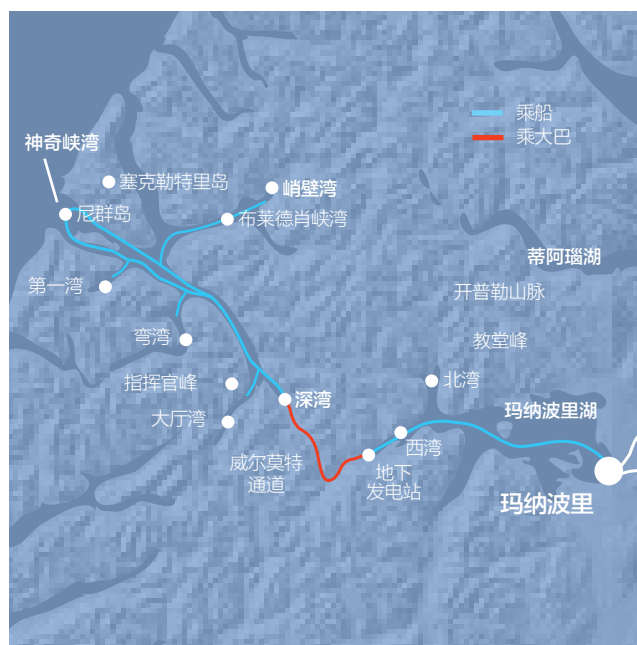 乘船
乘大巴
神奇峡湾
塞克勒特里岛
峭壁湾
尼群岛
布莱德肖峡湾
蒂阿瑙湖
第一湾
开普勒山脉
弯湾
教堂峰
指挥官峰
北湾
深湾
玛纳波里湖
大厅湾
西湾
威尔莫特
通道
地下
发电站
玛纳波里